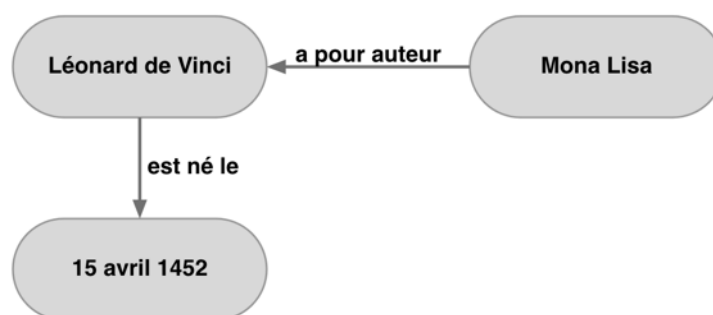 Léonard de Vinci
a pour auteur
Mona Lisa
est né le
15 avril 1452